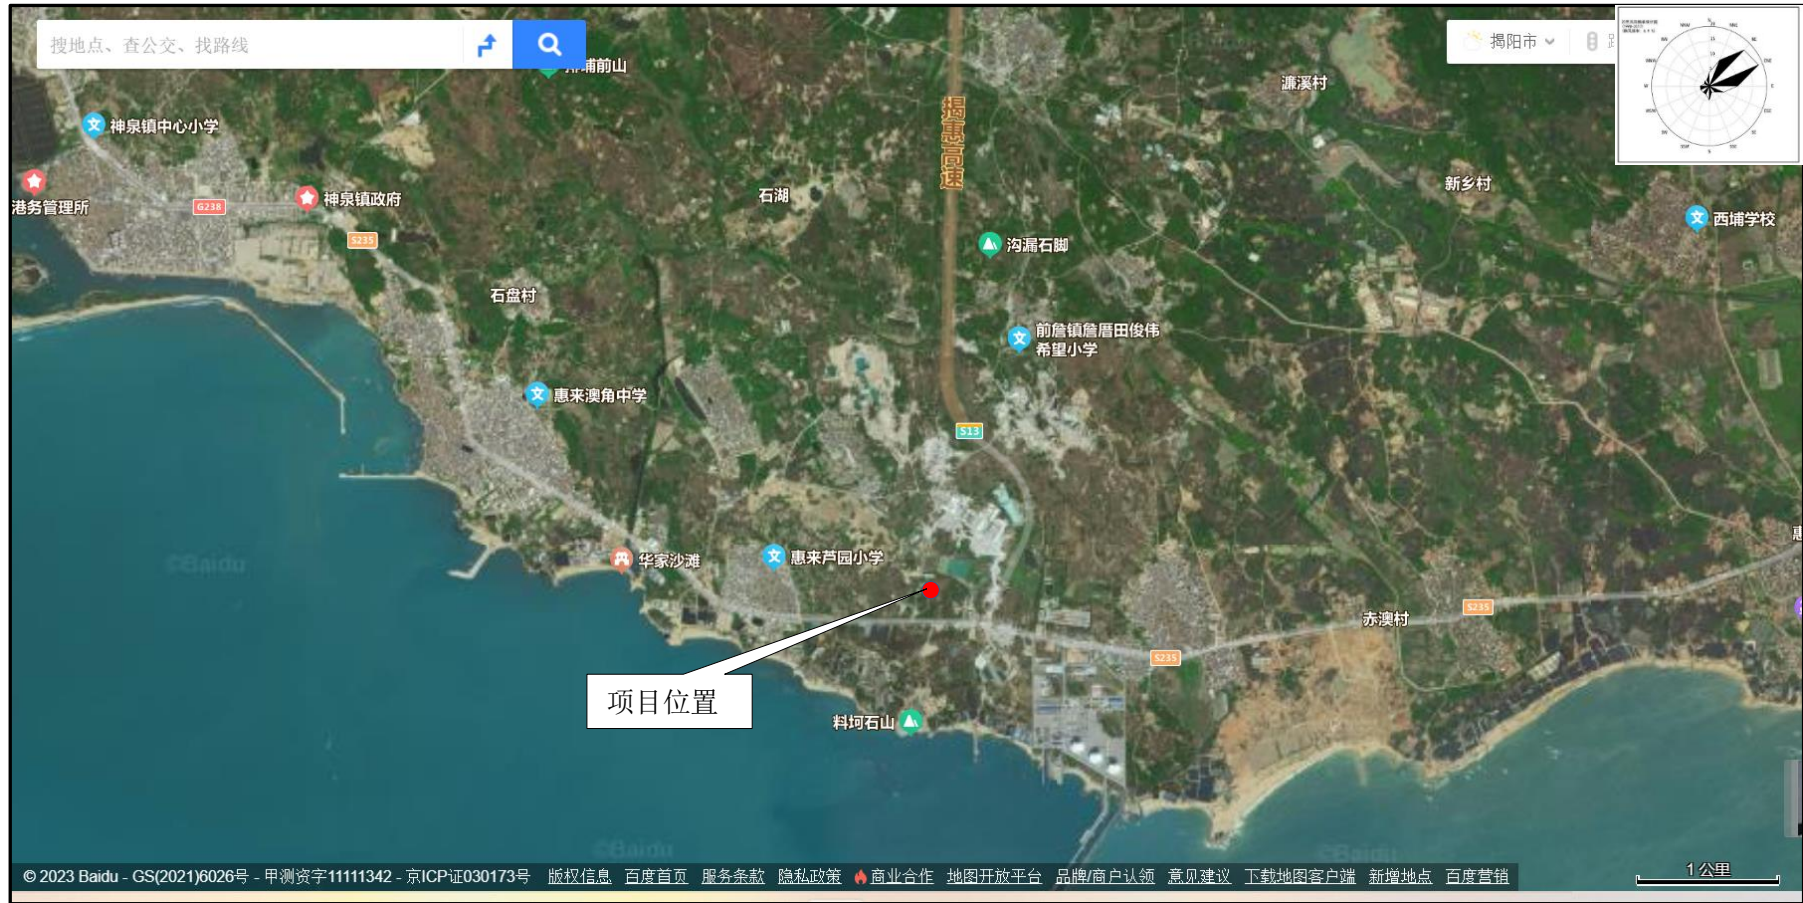 搜地点、查公交、找路线
揭阳市
埔前山
濂溪村
神泉镇中心小学
揭惠高速
石湖
新乡村
港务管理所
G238
神泉镇政府
西埔学校
S235
沟漏石脚
石盘村
前詹镇詹厝田俊伟
希望小学
惠来澳角中学
S13
华家沙滩
惠来芦园小学
赤澳村
S235
S235
项目位置
料坷石山
©Baidu
©Baidu
©Baidu
© 2023 Baidu - GS(2021)6026号 - 甲测资字11111342 - 京ICP证030173号 版权信息 百度首页 服务条款 隐私政策 商业合作 地图开放平台 品牌/商户认领 意见建议 下载地图客户端 新增地点 百度营销
1 公里